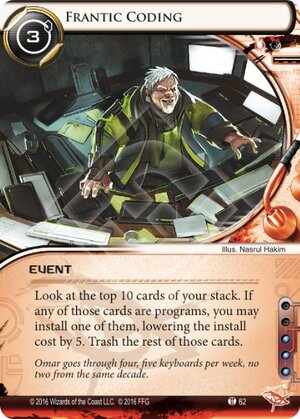 Frantic Coding
3
Illus. Nasrul Hakim
EVENT
Look at the top 10 cards of your stack. If
any of those cards are programs, you may
install one of them, lowering the install
cost by 5. Trash the rest of those cards.
Omar goes through four, five keyboards per week, no
two from the same decade.
© 2016 Wizards of the Coast LLC. © 2016 FFG
62